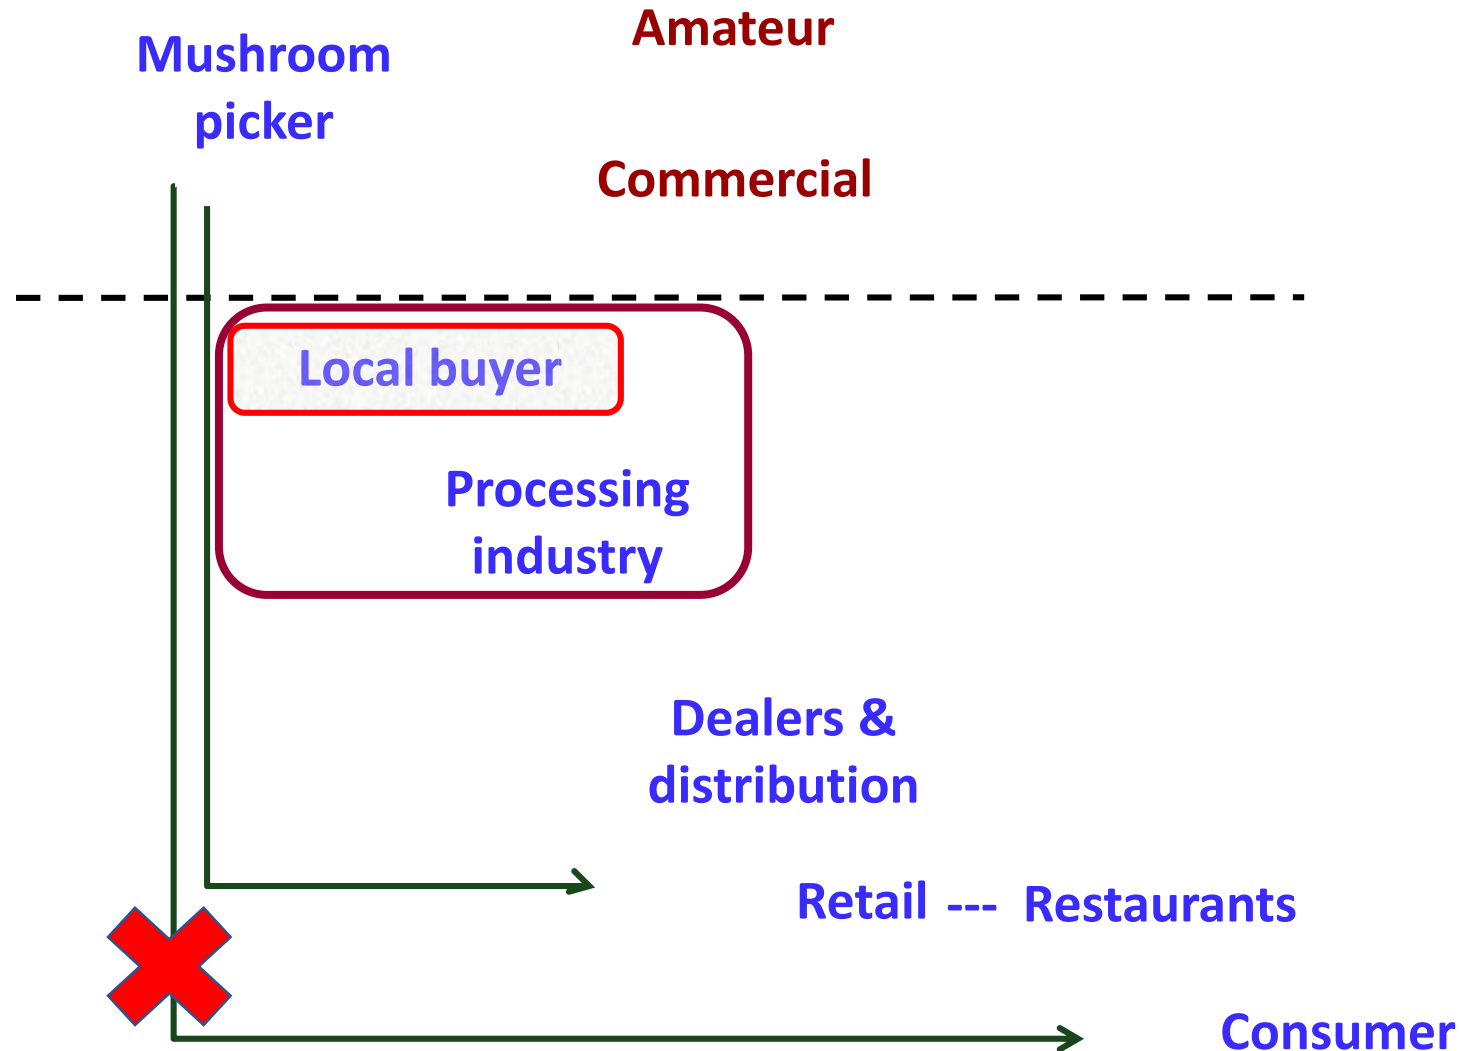 Amateur
Mushroom
picker
Commercial
Local buyer
Processing
industry
Dealers &
distribution
Retail --- Restaurants
Consumer